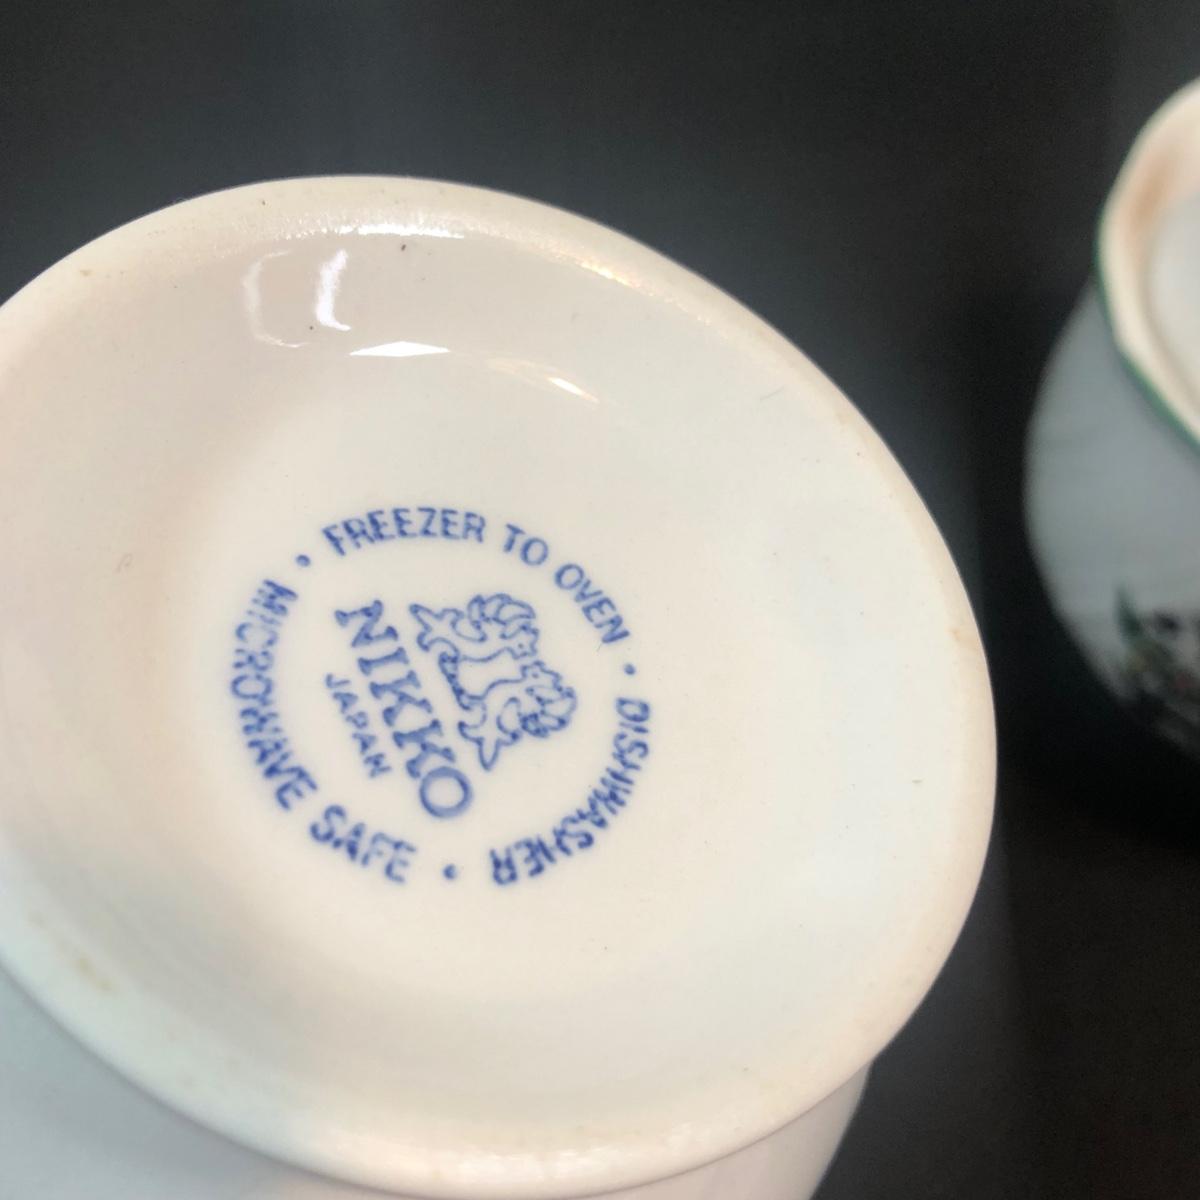 FREEZER TO OVEN • DISHWASHER • MICROWAVE SAFE •
NIKKO
JAPAN